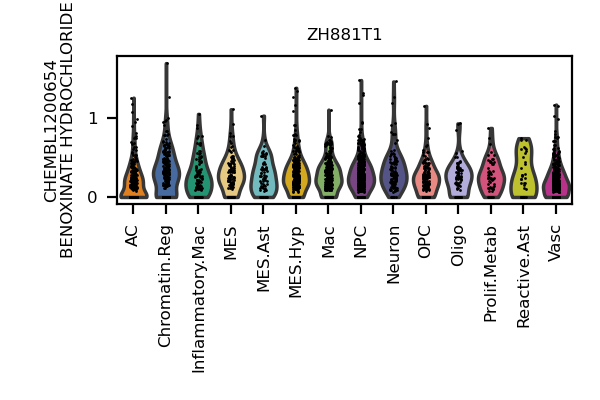 ZH881T1
CHEMBL1200654
BENOXINATE HYDROCHLORIDE
1
0
AC
Chromatin.Reg
Inflammatory.Mac
MES
MES.Ast
MES.Hyp
Mac
NPC
Neuron
OPC
Oligo
Prolif.Metab
Reactive.Ast
Vasc